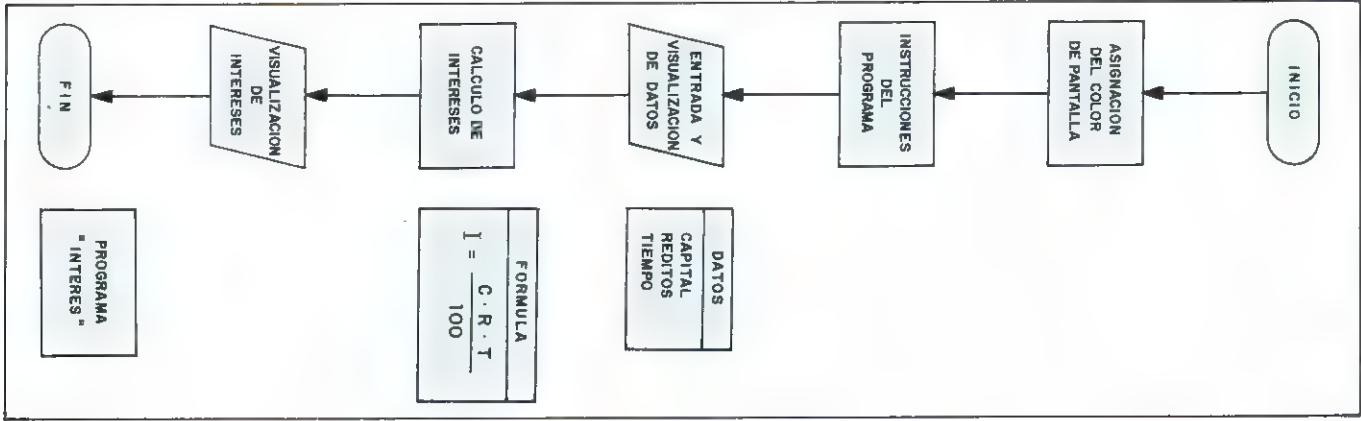 INICIO
ASIGNACION
DEL COLOR
DE PANTALLA
INSTRUCCIONES
DEL
PROGRAMA
ENTRADA Y
VISUALIZACION
DE DATOS
DATOS
CAPITAL
REDITOS
TIEMPO
CALCULO DE
INTERESES
FORMULA
I = C · R · T
100
VISUALIZACION
DE
INTERESES
FIN
PROGRAMA
"INTERES"